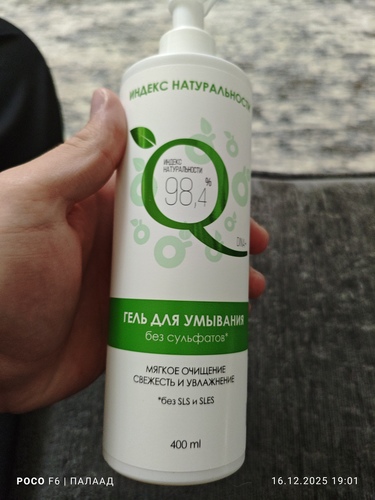 ИНДЕКС НАТУРАЛЬНОСТИ
ИНДЕКС
НАТУРАЛЬНОСТИ
98,4%
ГЕЛЬ ДЛЯ УМЫВАНИЯ
без сульфатов*
МЯГКОЕ ОЧИЩЕНИЕ
СВЕЖЕСТЬ И УВЛАЖНЕНИЕ
*без SLS и SLES
400 ml
POCO F6 | ПАЛААД
16.12.2025 19:01